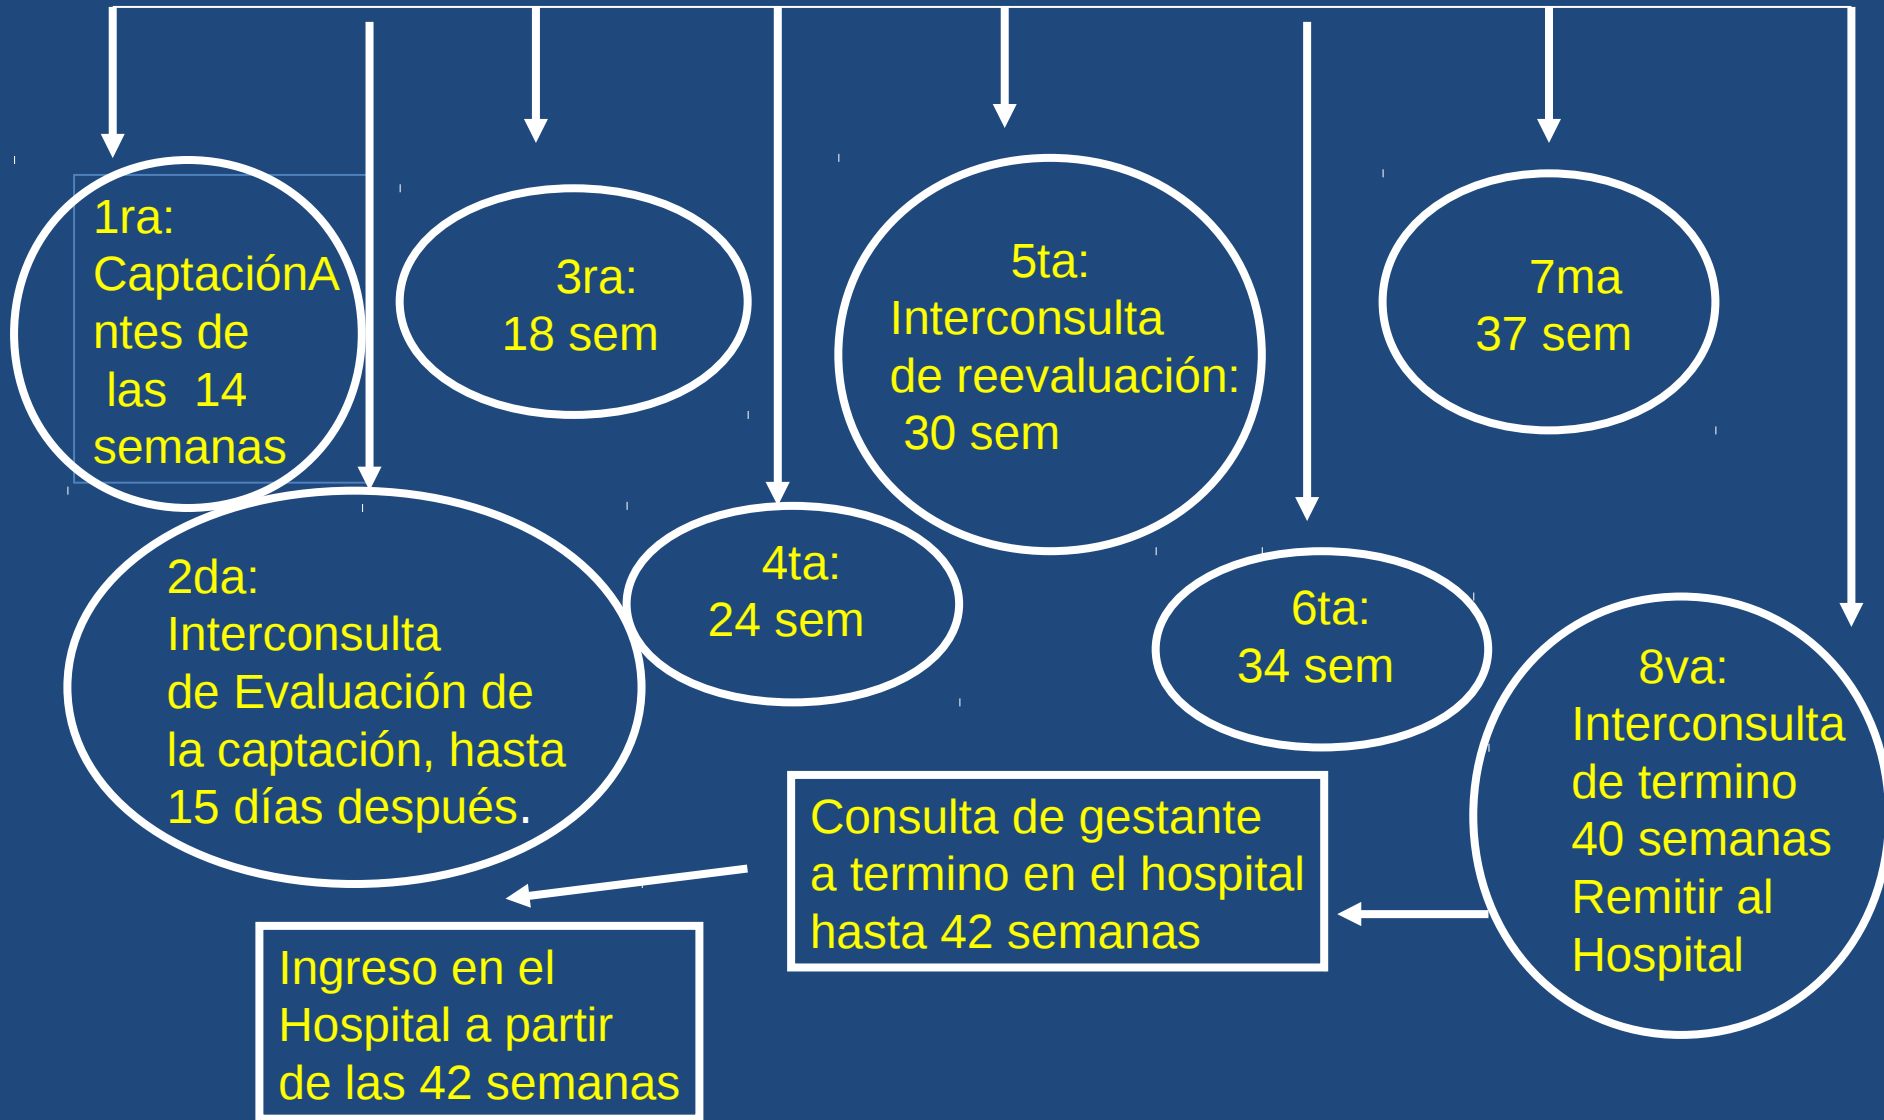 1ra:
CaptaciónA
ntes de
las 14
semanas
2da:
Interconsulta
de Evaluación de
la captación, hasta
15 días después.
3ra:
18 sem
4ta:
24 sem
5ta:
Interconsulta
de reevaluación:
30 sem
6ta:
34 sem
7ma
37 sem
8va:
Interconsulta
de termino
40 semanas
Remitir al
Hospital
Consulta de gestante
a termino en el hospital
hasta 42 semanas
Ingreso en el
Hospital a partir
de las 42 semanas